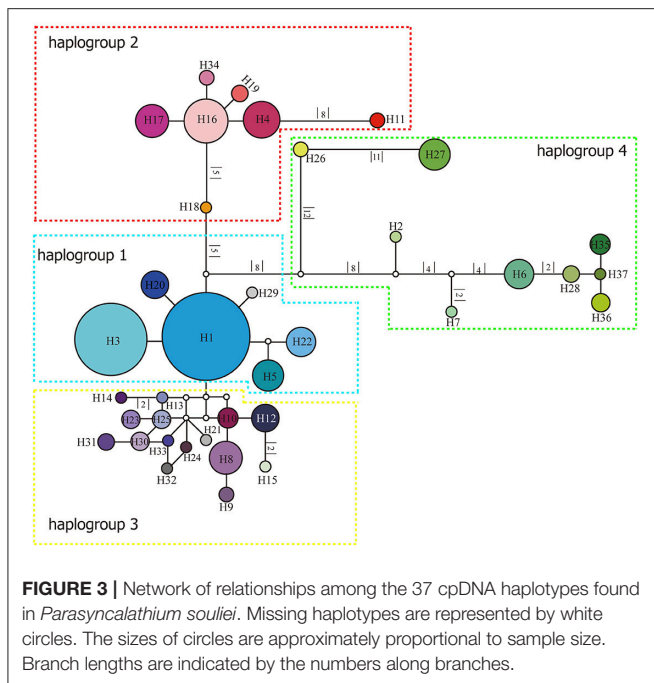 haplogroup 2
H34
H19
H17
H16
H4
|8|
H11
|5|
H26
|11|
H27
haplogroup 4
H18
|12|
H2
|5|
haplogroup 1
|8|
|8|
|4|
|4|
H6
|2|
H28
H35
H37
H36
H20
H29
|2|
H7
H3
H1
H22
H5
H14
|2|
H13
H23
H25
H10
H12
H31
H30
H33
H21
H24
H8
|2|
H32
H15
H9
haplogroup 3
FIGURE 3 | Network of relationships among the 37 cpDNA haplotypes found
in Parasyncalathium souliei. Missing haplotypes are represented by white
circles. The sizes of circles are approximately proportional to sample size.
Branch lengths are indicated by the numbers along branches.